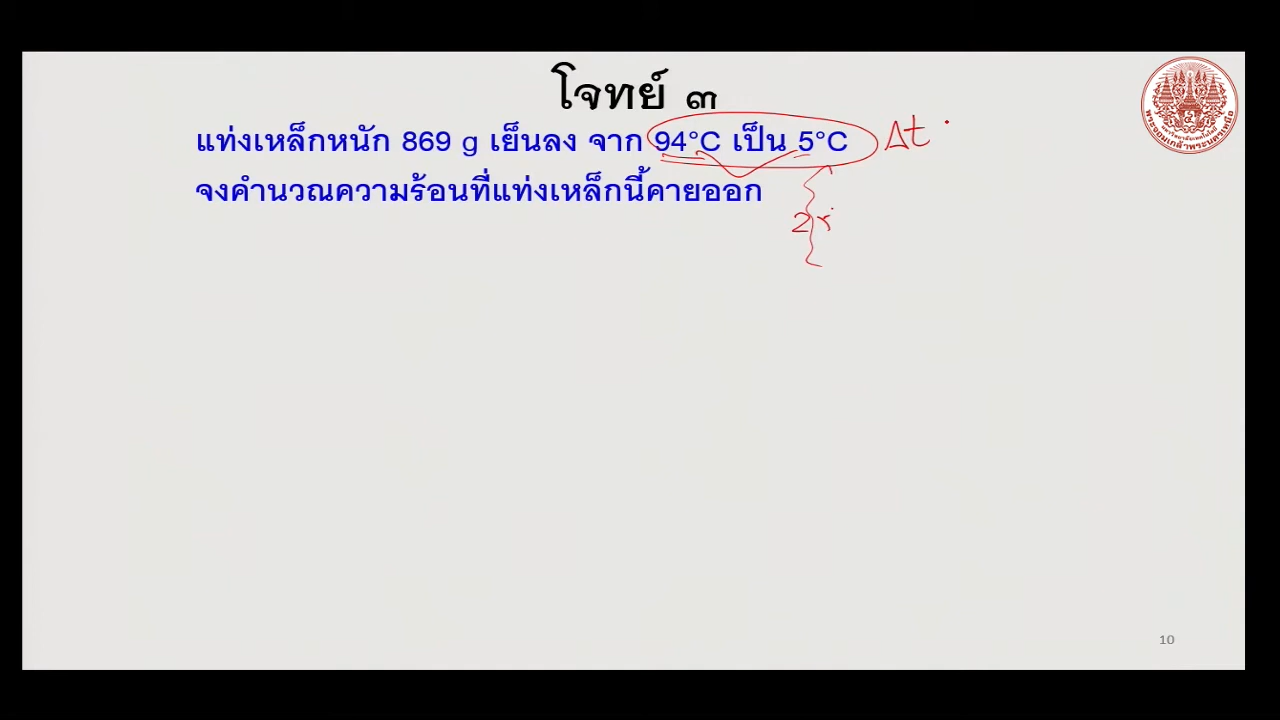 โจทย์ ๓
แท่งเหล็กหนัก 869 g เย็นลง จาก 94°C เป็น 5°C Δt
จงคำนวณความร้อนที่แท่งเหล็กนี้คายออก
2
10